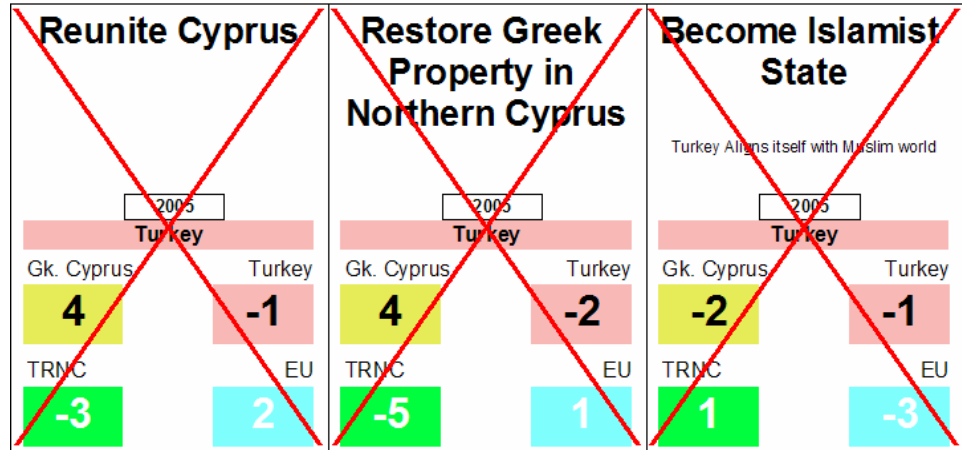 Reunite Cyprus
2005
Turkey
Gk. Cyprus Turkey
4 -1
TRNC EU
-3 2
Restore Greek
Property in
Northern Cyprus
2005
Turkey
Gk. Cyprus Turkey
4 -2
TRNC EU
-5 1
Become Islamist
State
Turkey Aligns itself with Muslim world
2005
Turkey
Gk. Cyprus Turkey
-2 -1
TRNC EU
1 -3